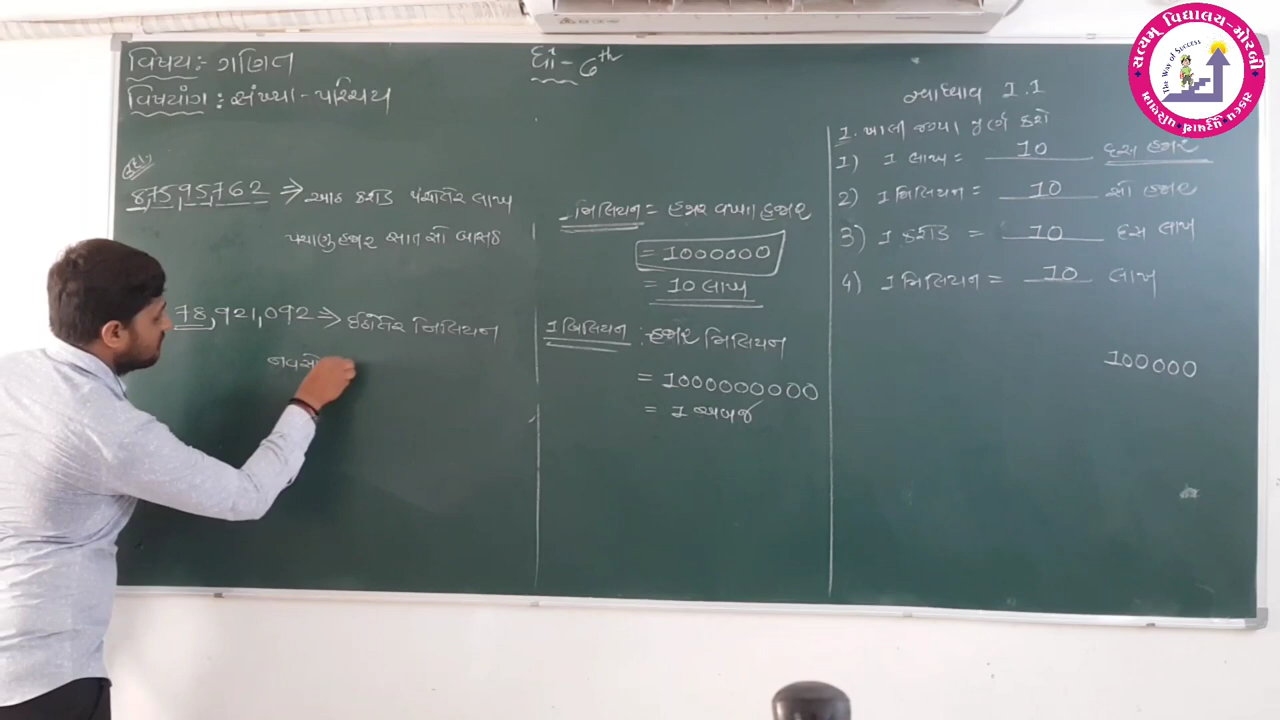 વિષય : ગણિત
વિષયાંગ : સંખ્યા - પરિચય
ધો - 6th
ઉદા:
8,75,95,762 ⇒ આઠ કરોડ પંચોતેર લાખ
પંચાણુ હજાર સાત સો બાસઠ
78,921,092 ⇒ ઈઠોતેર મિલિયન
નવસો
મિલિયન = હજાર વખત હજાર
= 1000000
= 10 લાખ
1 બિલિયન : હજાર મિલિયન
= 1000000000
= 1 અબજ
સ્વાધ્યાય 1.1
1. ખાલી જગ્યા પૂર્ણ કરો
1) 1 લાખ = 10 દસ હજાર
2) 1 મિલિયન = 10 સો હજાર
3) 1 કરોડ = 10 દસ લાખ
4) 1 મિલિયન = 10 લાખ
100000
સત્યમ્ વિદ્યાલય-મોરબી
The Way of Success